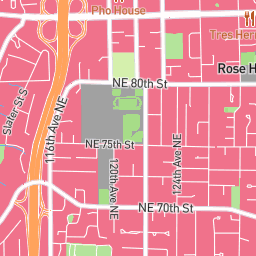 Pho House
Tres Her
Rose H
NE 80th St
Slater St S
116th Ave NE
NE 75th St
120th Ave NE
124th Ave NE
NE 70th St